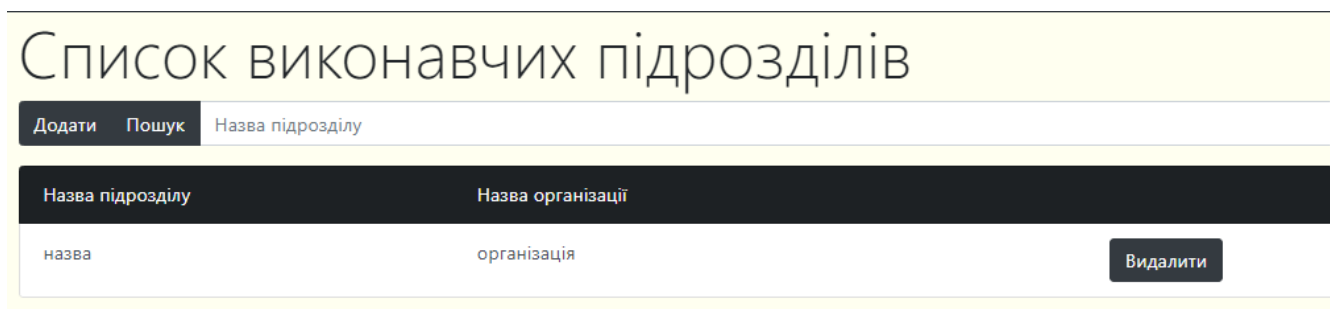 Список виконавчих підрозділів
Додати Пошук Назва підрозділу
Назва підрозділу Назва організації
назва організація Видалити